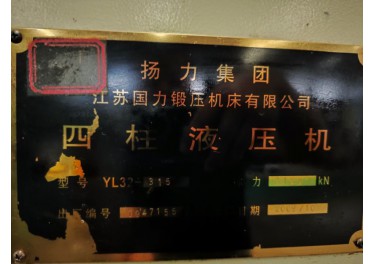 扬力集团
江苏国力锻压机床有限公司
四柱液压机
型号 YL32-315 力 kN
出 编号 期